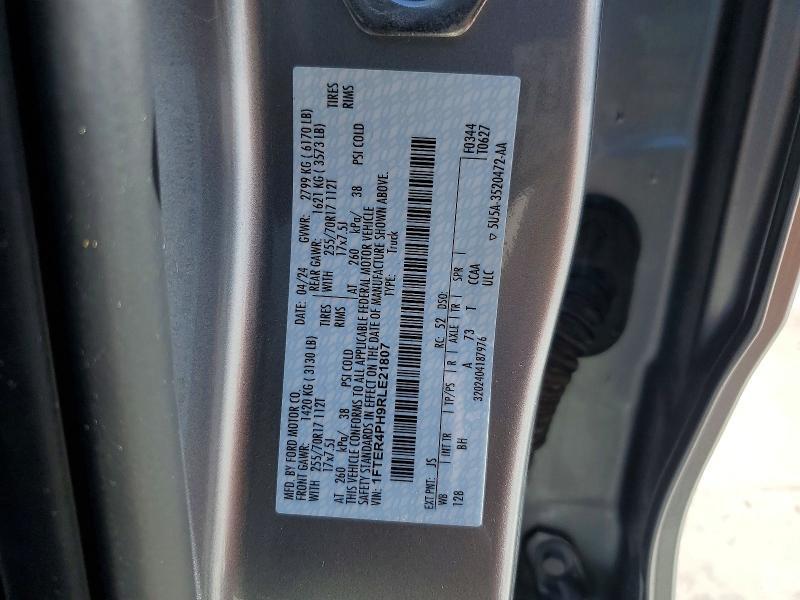 MFD. BY FORD MOTOR CO.
DATE: 04/24 GVWR: 2799 KG ( 6170 LB)
FRONT GAWR: 1420 KG ( 3130 LB) REAR GAWR: 1621 KG ( 3573 LB)
WITH 255/70R17 112T TIRES WITH 255/70R17 112T TIRES
17x7.5J RIMS 17x7.5J RIMS
AT 260 kPa/ 38 PSI COLD AT 260 kPa/ 38 PSI COLD
THIS VEHICLE CONFORMS TO ALL APPLICABLE FEDERAL MOTOR VEHICLE
SAFETY STANDARDS IN EFFECT ON THE DATE OF MANUFACTURE SHOWN ABOVE.
VIN: 1FTER4PH9RLE21807 TYPE: Truck
F0344
T0627
EXT PNT: JS RC: 52 DSO:
WB INT TR TP/PS R AXLE TR SPR
128 BH A 73 T CCAA
3202404187976 ULC
▽ 5U5A-3520472-AA